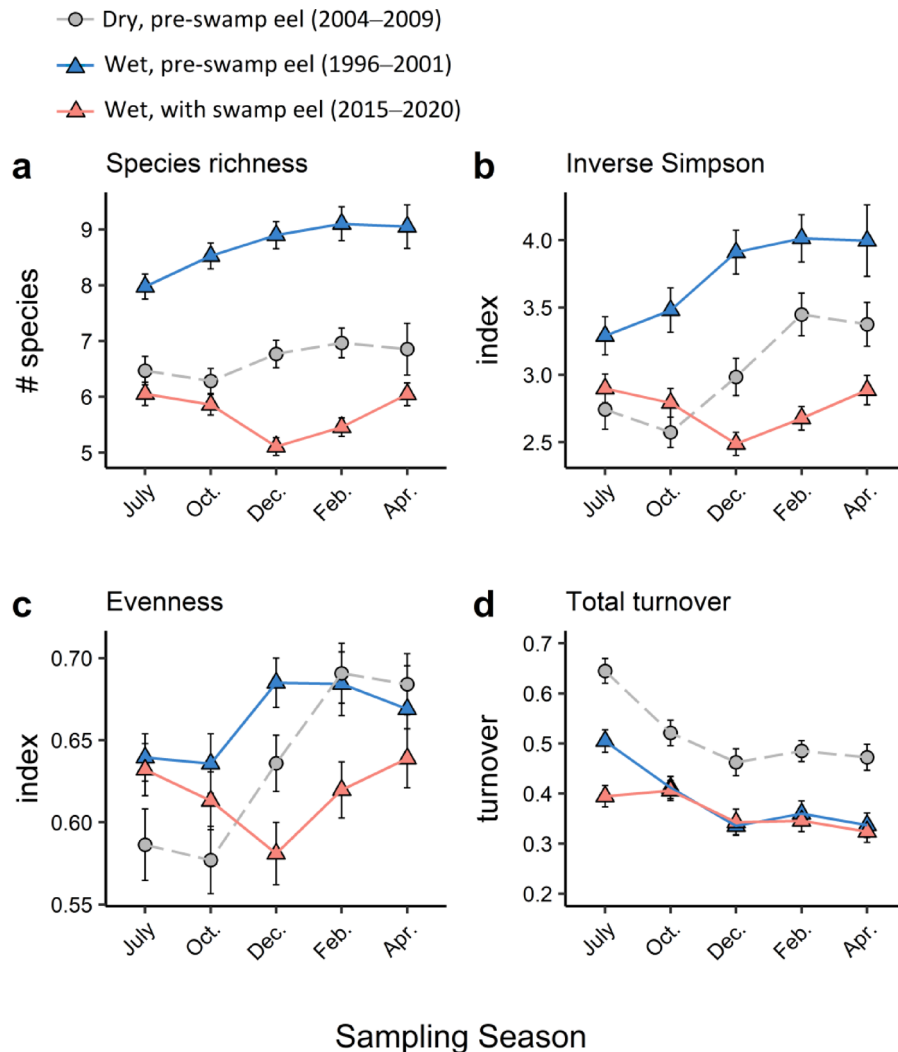 Dry, pre-swamp eel (2004–2009)
Wet, pre-swamp eel (1996–2001)
Wet, with swamp eel (2015–2020)
a Species richness
# species
9
8
7
6
5
July Oct. Dec. Feb. Apr.
b Inverse Simpson
index
4.0
3.5
3.0
2.5
July Oct. Dec. Feb. Apr.
c Evenness
index
0.70
0.65
0.60
0.55
July Oct. Dec. Feb. Apr.
d Total turnover
turnover
0.7
0.6
0.5
0.4
0.3
0.2
July Oct. Dec. Feb. Apr.
Sampling Season